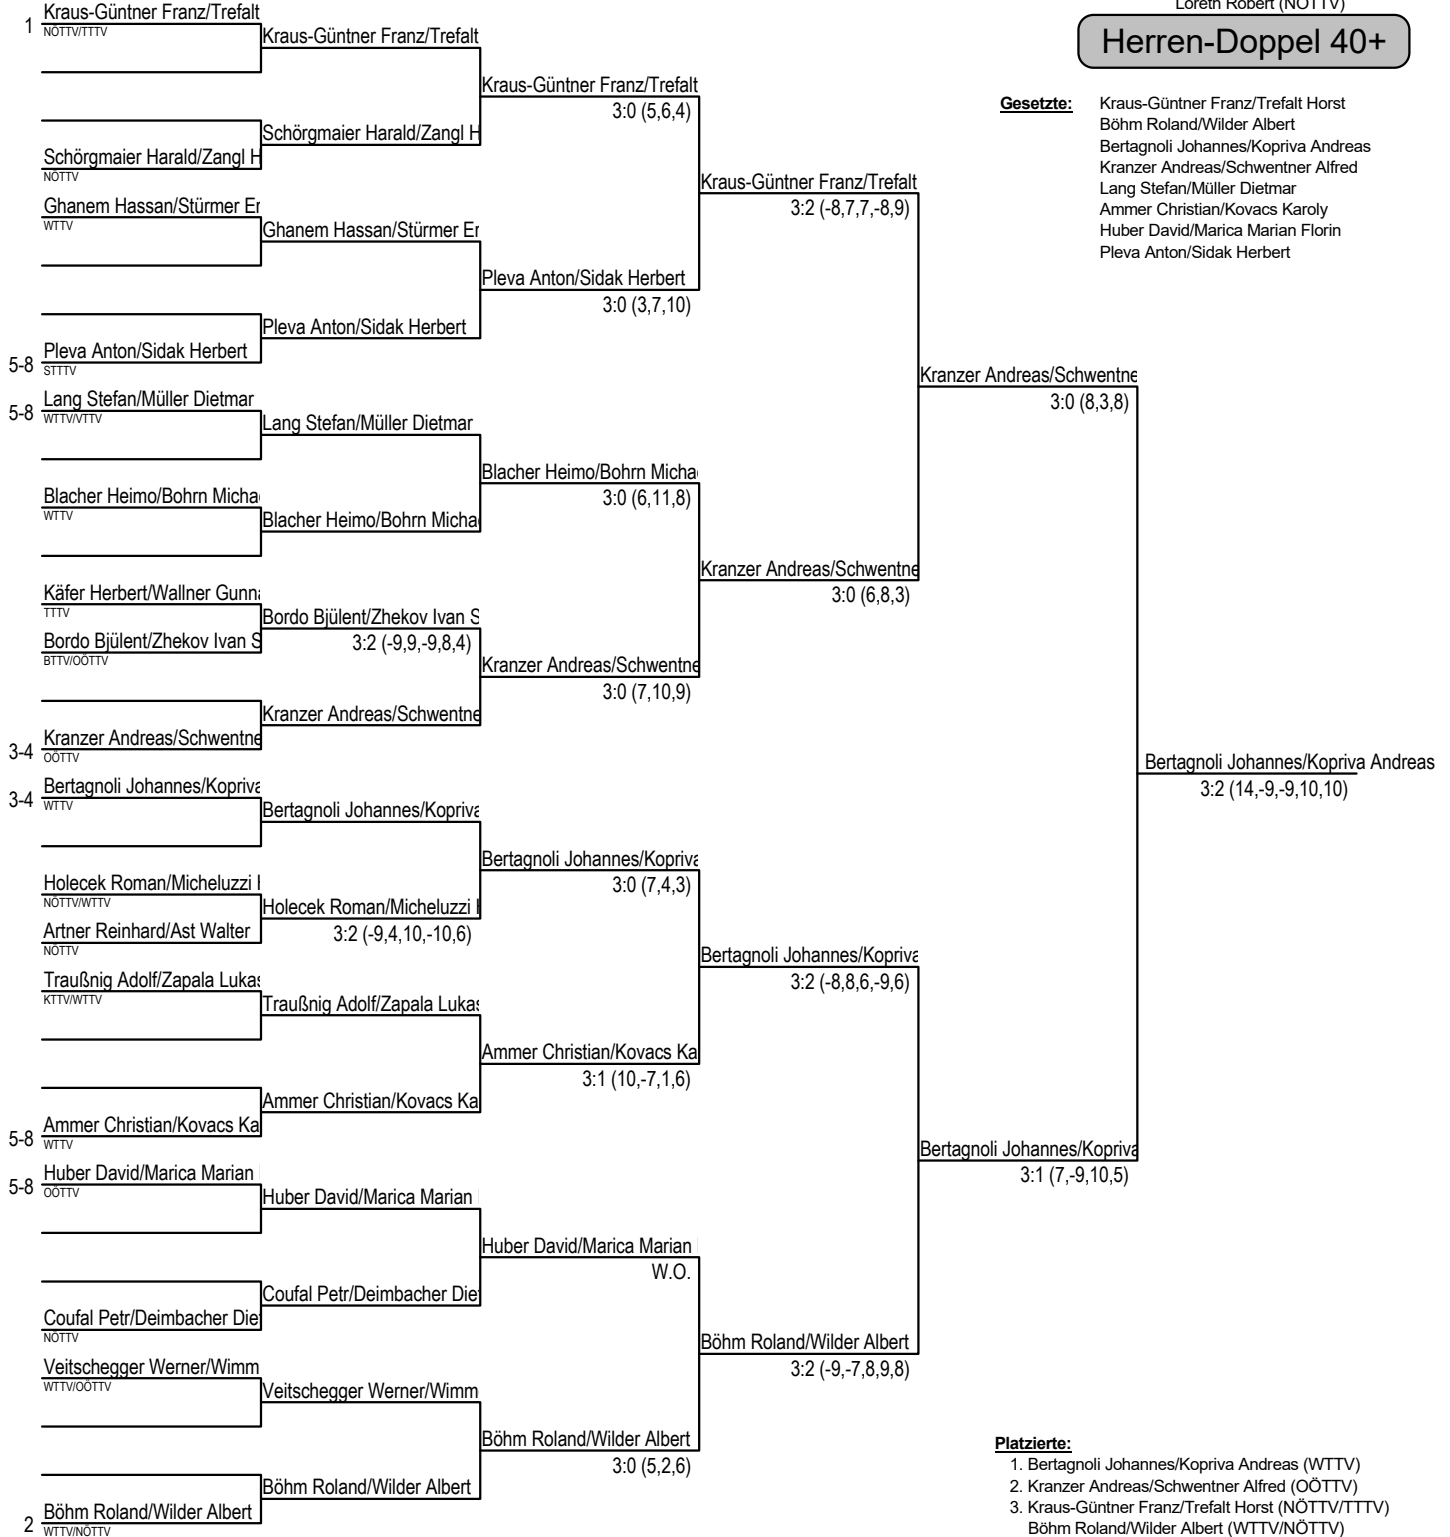 Loreth Robert (NÖTTV)
Herren-Doppel 40+
Gesetzte: Kraus-Güntner Franz/Trefalt Horst
Böhm Roland/Wilder Albert
Bertagnoli Johannes/Kopriva Andreas
Kranzer Andreas/Schwentner Alfred
Lang Stefan/Müller Dietmar
Ammer Christian/Kovacs Karoly
Huber David/Marica Marian Florin
Pleva Anton/Sidak Herbert
1 Kraus-Güntner Franz/Trefalt
NÖTTV/TTTV
Schörgmaier Harald/Zangl H
NÖTTV
Ghanem Hassan/Stürmer Er
WTTV
5-8 Pleva Anton/Sidak Herbert
STTTV
5-8 Lang Stefan/Müller Dietmar
WTTV/VTTV
Blacher Heimo/Bohrn Micha
WTTV
Käfer Herbert/Wallner Gunna
TTTV
Bordo Bjülent/Zhekov Ivan S
BTTV/OÖTTV
3-4 Kranzer Andreas/Schwentne
OÖTTV
3-4 Bertagnoli Johannes/Kopriva
WTTV
Holecek Roman/Micheluzzi
NÖTTV/WTTV
Artner Reinhard/Ast Walter
NÖTTV
Traußnig Adolf/Zapala Lukas
KTTV/WTTV
5-8 Ammer Christian/Kovacs Ka
WTTV
5-8 Huber David/Marica Marian
OÖTTV
Coufal Petr/Deimbacher Diet
NÖTTV
Veitschegger Werner/Wimm
WTTV/OÖTTV
2 Böhm Roland/Wilder Albert
WTTV/NÖTTV
Kraus-Güntner Franz/Trefalt
Schörgmaier Harald/Zangl H
Ghanem Hassan/Stürmer Er
Pleva Anton/Sidak Herbert
Lang Stefan/Müller Dietmar
Blacher Heimo/Bohrn Micha
Bordo Bjülent/Zhekov Ivan S
3:2 (-9,9,-9,8,4)
Kranzer Andreas/Schwentne
Bertagnoli Johannes/Kopriva
Holecek Roman/Micheluzzi
3:2 (-9,4,10,-10,6)
Traußnig Adolf/Zapala Lukas
Ammer Christian/Kovacs Ka
Huber David/Marica Marian
Coufal Petr/Deimbacher Diet
Veitschegger Werner/Wimm
Böhm Roland/Wilder Albert
Kraus-Güntner Franz/Trefalt
3:0 (5,6,4)
Pleva Anton/Sidak Herbert
3:0 (3,7,10)
Blacher Heimo/Bohrn Micha
3:0 (6,11,8)
Kranzer Andreas/Schwentne
3:0 (7,10,9)
Bertagnoli Johannes/Kopriva
3:0 (7,4,3)
Ammer Christian/Kovacs Ka
3:1 (10,-7,1,6)
Huber David/Marica Marian
W.O.
Böhm Roland/Wilder Albert
3:0 (5,2,6)
Kraus-Güntner Franz/Trefalt
3:2 (-8,7,7,-8,9)
Kranzer Andreas/Schwentne
3:0 (6,8,3)
Bertagnoli Johannes/Kopriva
3:2 (-8,8,6,-9,6)
Böhm Roland/Wilder Albert
3:2 (-9,-7,8,9,8)
Kranzer Andreas/Schwentne
3:0 (8,3,8)
Bertagnoli Johannes/Kopriva
3:1 (7,-9,10,5)
Bertagnoli Johannes/Kopriva Andreas
3:2 (14,-9,-9,10,10)
Platzierte:
1. Bertagnoli Johannes/Kopriva Andreas (WTTV)
2. Kranzer Andreas/Schwentner Alfred (OÖTTV)
3. Kraus-Güntner Franz/Trefalt Horst (NÖTTV/TTTV)
Böhm Roland/Wilder Albert (WTTV/NÖTTV)